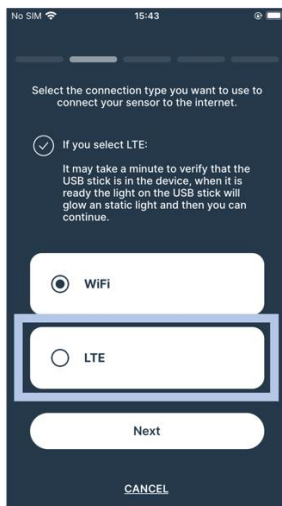 No SIM 15:43
Select the connection type you want to use to
connect your sensor to the internet.
If you select LTE:
It may take a minute to verify that the
USB stick is in the device, when it is
ready the light on the USB stick will
glow an static light and then you can
continue.
WiFi
LTE
Next
CANCEL